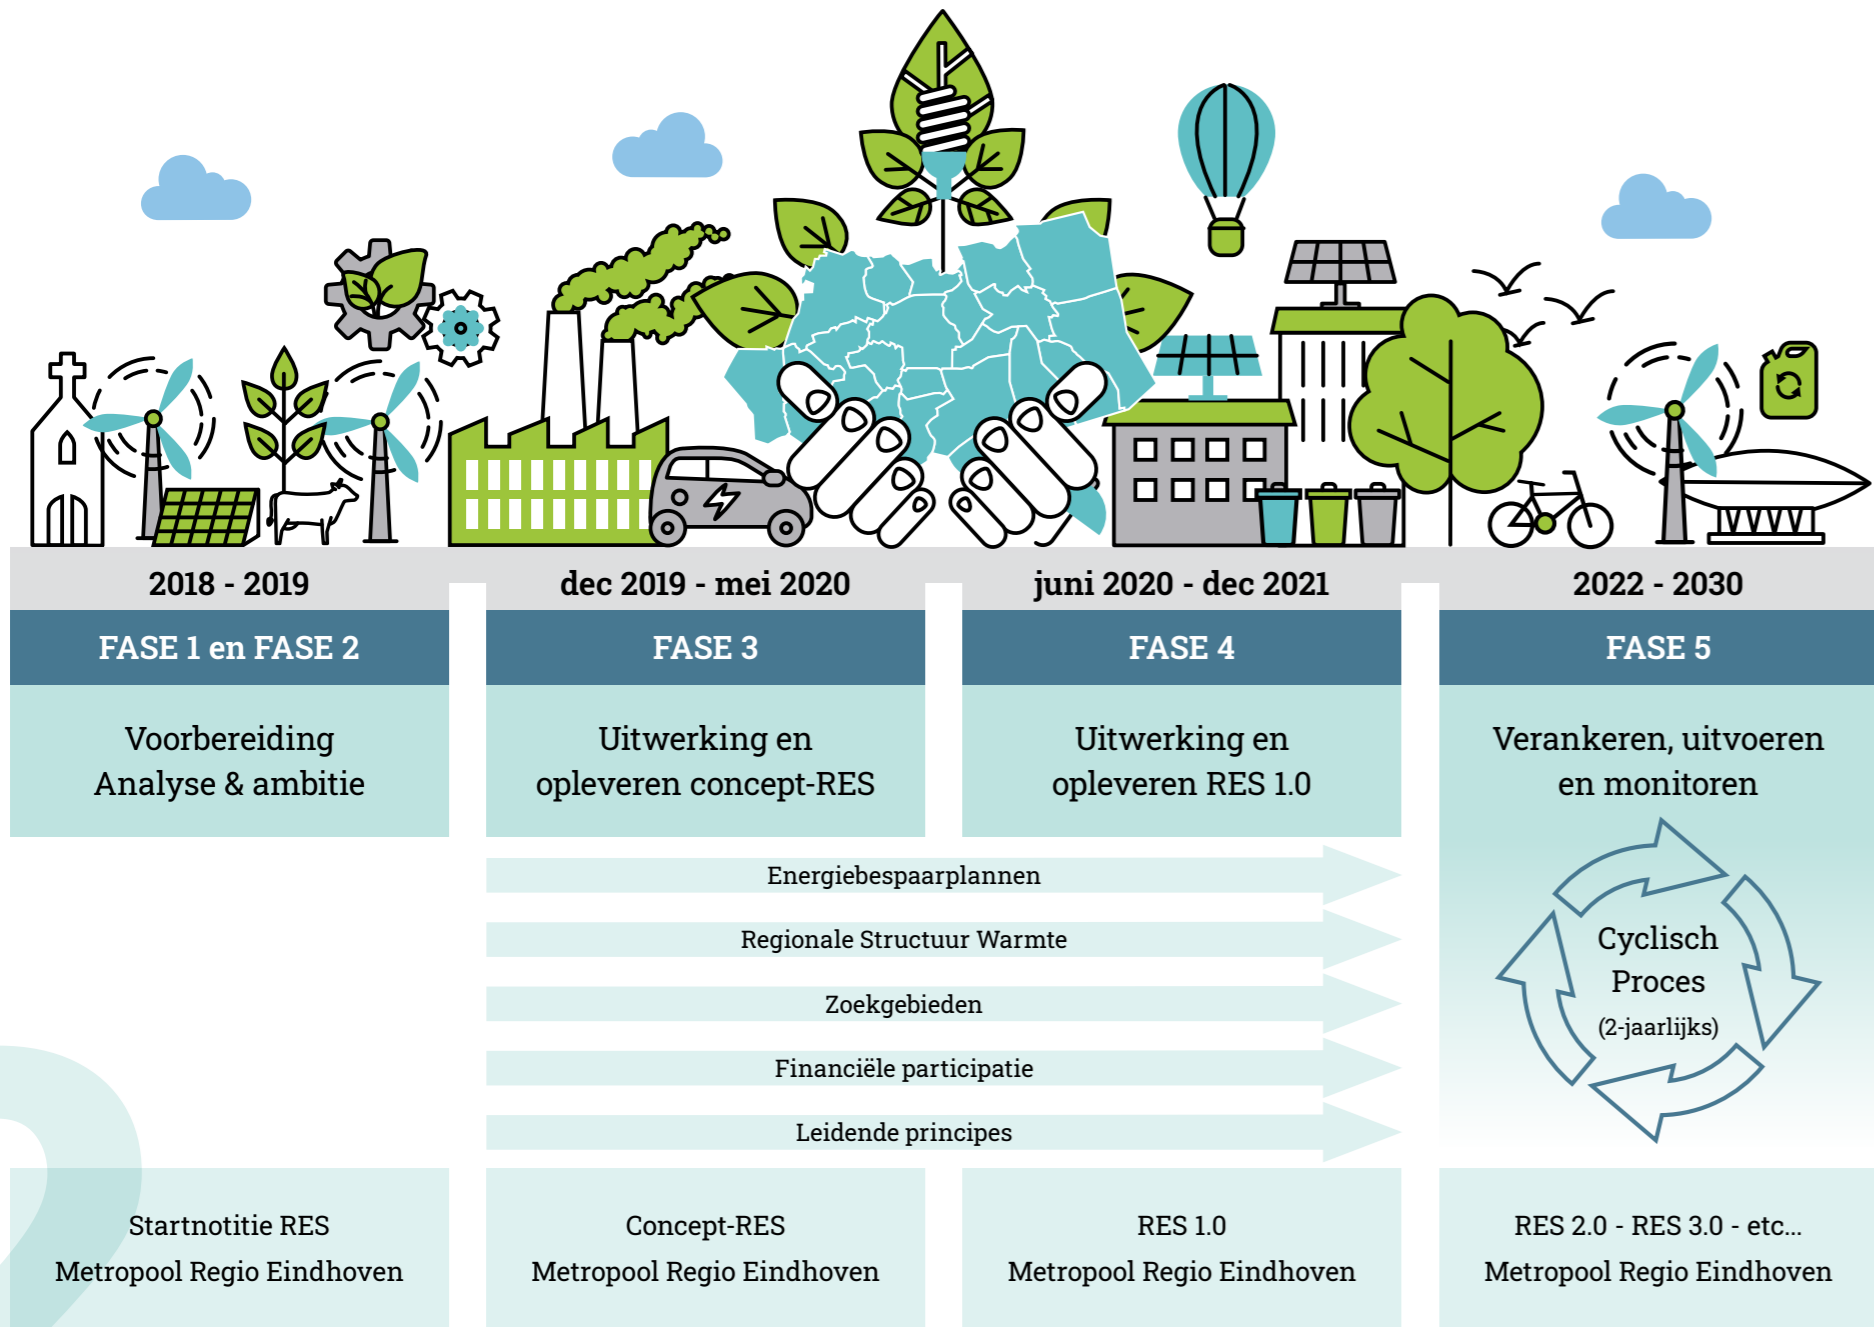 2018 - 2019
dec 2019 - mei 2020
juni 2020 - dec 2021
2022 - 2030
FASE 1 en FASE 2
FASE 3
FASE 4
FASE 5
Voorbereiding
Analyse & ambitie
Uitwerking en
opleveren concept-RES
Uitwerking en
opleveren RES 1.0
Verankeren, uitvoeren
en monitoren
Energiebespaarplannen
Regionale Structuur Warmte
Zoekgebieden
Financiële participatie
Leidende principes
Cyclisch
Proces
(2-jaarlijks)
Startnotitie RES
Metropool Regio Eindhoven
Concept-RES
Metropool Regio Eindhoven
RES 1.0
Metropool Regio Eindhoven
RES 2.0 - RES 3.0 - etc...
Metropool Regio Eindhoven